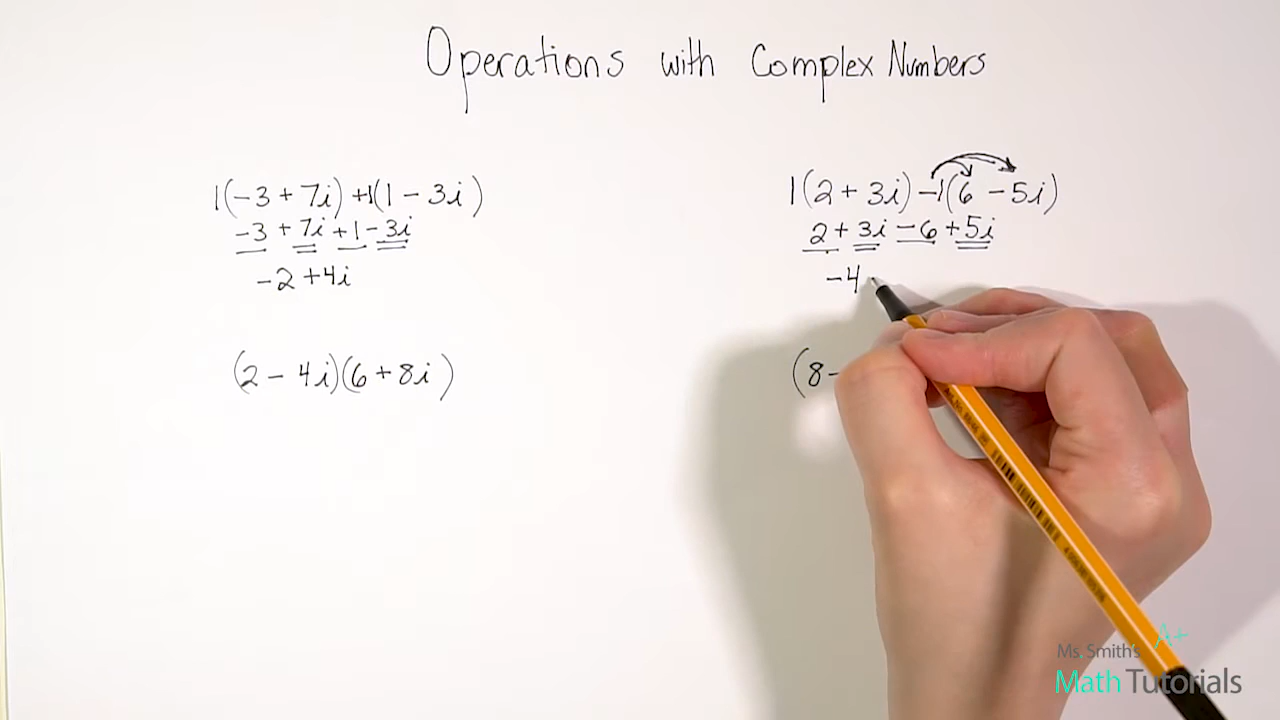 Operations with Complex Numbers
1(-3 + 7i) +1(1 - 3i)
-3 + 7i +1 - 3i
-2 +4i
(2 - 4i)(6 + 8i)
1(2 + 3i) -1(6 - 5i)
2 + 3i - 6 + 5i
-4
(8 -
Ms. Smith's A+
Math Tutorials